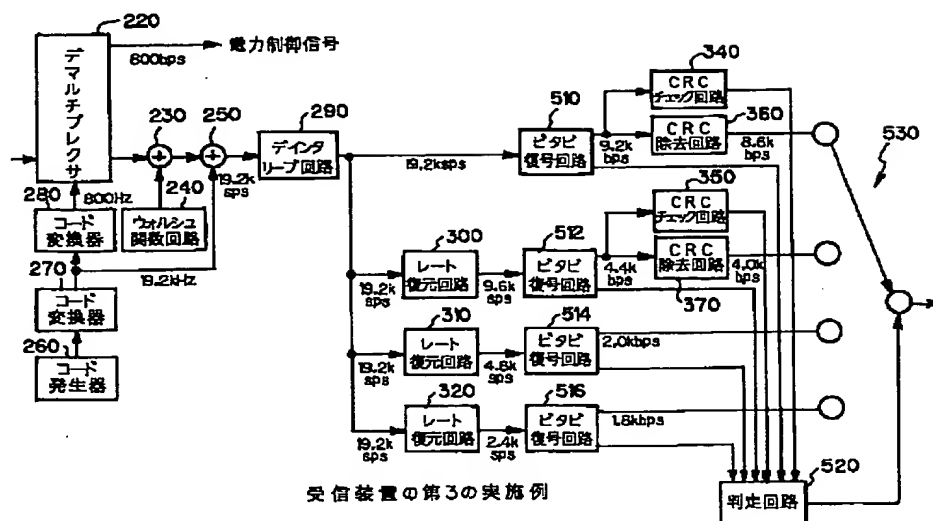 220
デマルチプレクサ
800bps
電力制御信号
230
250
290
デインタ
リーブ回路
19.2k
sps
280
800Hz
コード
変換器
240
ウォルシュ
関数回路
19.2kHz
270
コード
変換器
260
コード
発生器
19.2ksps
510
ビタビ
復号回路
9.2k
bps
340
CRC
チェック回路
360
CRC
除去回路
8.6k
bps
530
19.2k
sps
300
レート
復元回路
9.6k
sps
512
ビタビ
復号回路
4.4k
bps
350
CRC
チェック回路
CRC
除去回路
370
4.0k
bps
19.2k
sps
310
レート
復元回路
4.8k
sps
514
ビタビ
復号回路
2.0kbps
19.2k
sps
320
レート
復元回路
2.4k
sps
516
ビタビ
復号回路
1.8kbps
520
判定回路
受信装置の第3の実施例